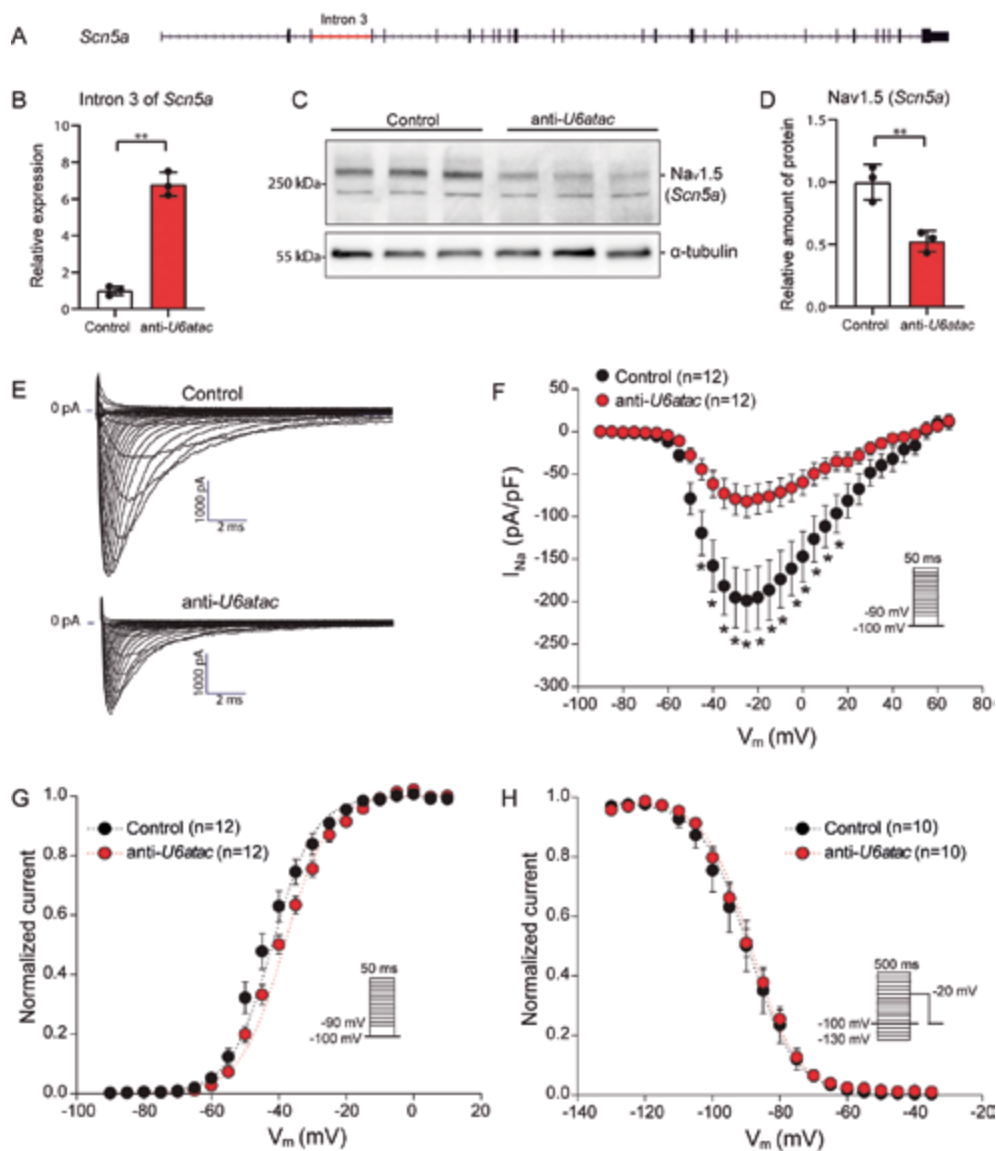 A
Scn5a
Intron 3
B
Intron 3 of Scn5a
**
Relative expression
10
8
6
4
2
0
Control
anti-U6atac
C
Control
anti-U6atac
250 kDa
Nav1.5
(Scn5a)
55 kDa
α-tubulin
D
Nav1.5 (Scn5a)
**
Relative amount of protein
1.5
1.0
0.5
0.0
Control
anti-U6atac
E
Control
0 pA
1000 pA
2 ms
anti-U6atac
0 pA
1000 pA
2 ms
F
Control (n=12)
anti-U6atac (n=12)
50
0
-50
-100
-150
-200
-250
-300
INa (pA/pF)
* * * * * * * * * * *
50 ms
-90 mV
-100 mV
-100 -80 -60 -40 -20 0 20 40 60 80
Vm (mV)
G
Control (n=12)
anti-U6atac (n=12)
1.0
0.8
0.6
0.4
0.2
0.0
Normalized current
50 ms
-90 mV
-100 mV
-100 -80 -60 -40 -20 0 20
Vm (mV)
H
Control (n=10)
anti-U6atac (n=10)
1.0
0.8
0.6
0.4
0.2
0.0
Normalized current
500 ms
-20 mV
-100 mV
-130 mV
-140 -120 -100 -80 -60 -40 -20
Vm (mV)